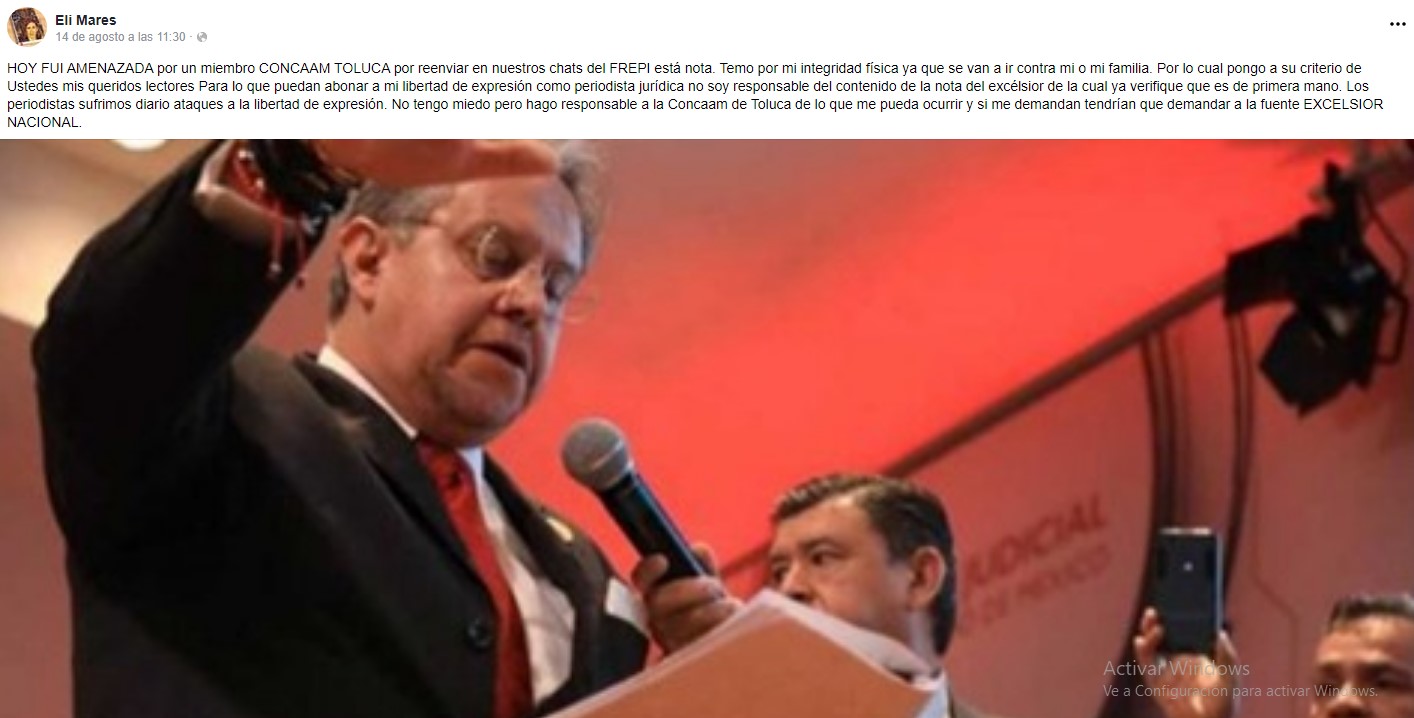 Eli Mares
14 de agosto a las 11:30 ·
HOY FUI AMENAZADA por un miembro CONCAAM TOLUCA por reenviar en nuestros chats del FREPI está nota. Temo por mi integridad física ya que se van a ir contra mi o mi familia. Por lo cual pongo a su criterio de
Ustedes mis queridos lectores Para lo que puedan abonar a mi libertad de expresión como periodista jurídica no soy responsable del contenido de la nota del excélsior de la cual ya verifique que es de primera mano. Los
periodistas sufrimos diario ataques a la libertad de expresión. No tengo miedo pero hago responsable a la Concaam de Toluca de lo que me pueda ocurrir y si me demandan tendrían que demandar a la fuente EXCELSIOR
NACIONAL.
JUDICIAL
DE MÉXICO
Activar Windows
Ve a Configuración para activar Windows.